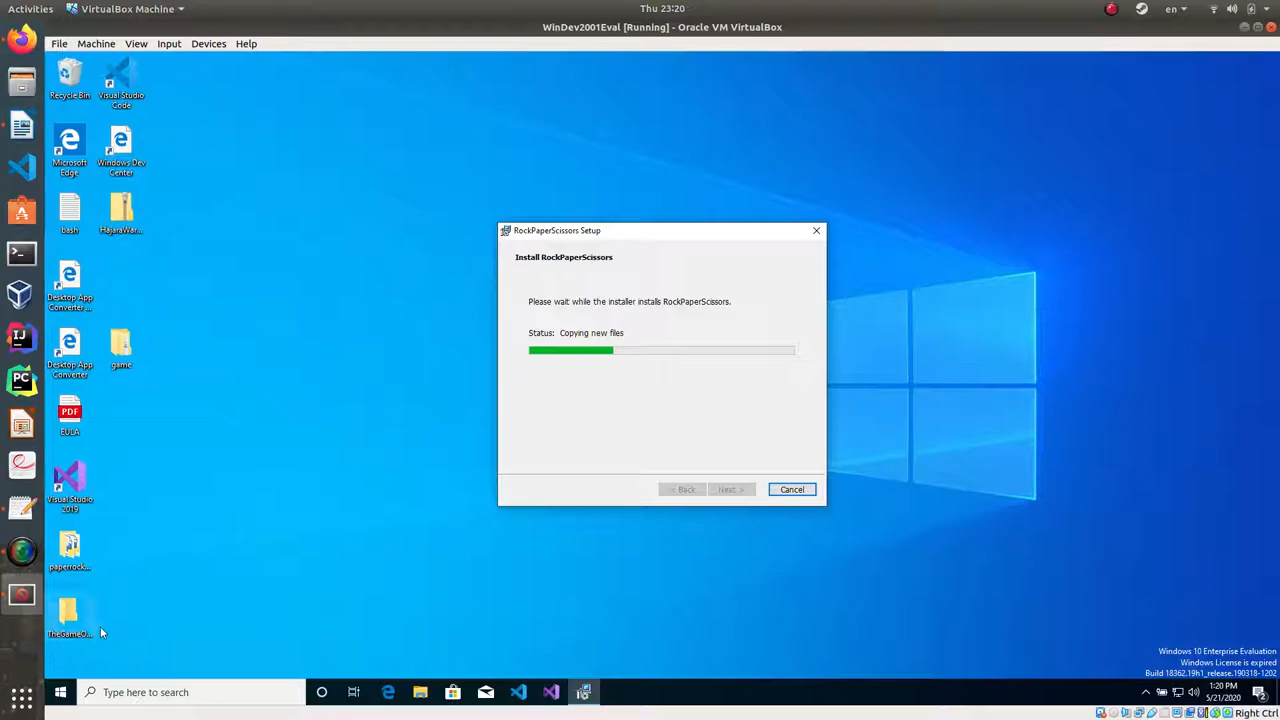 Activities
VirtualBox Machine
Thu 23:20
en
WinDev2001Eval [Running] - Oracle VM VirtualBox
File Machine View Input Devices Help
Recycle Bin
Visual Studio
Code
Microsoft
Edge
Windows Dev
Center
bash
HajaraWar...
Desktop App
Converter ...
Desktop App
Converter
game
PDF
EULA
Visual Studio
2019
paperrock...
TheGameO...
RockPaperScissors Setup
Install RockPaperScissors
Please wait while the installer installs RockPaperScissors.
Status: Copying new files
< Back
Next >
Cancel
Windows 10 Enterprise Evaluation
Windows License is expired
Build 18362.19h1_release.190318-1202
Type here to search
1:20 PM
5/21/2020
2
Right Ctrl